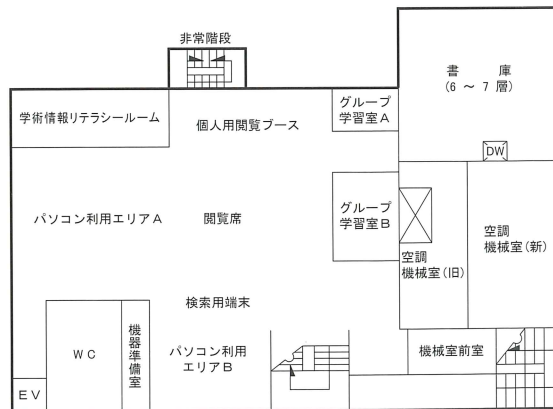 非常階段
書庫
(6 ～ 7 層)
学術情報リテラシールーム
個人用閲覧ブース
グループ
学習室A
DW
パソコン利用エリアA
閲覧席
グループ
学習室B
空調
機械室(新)
空調
機械室(旧)
検索用端末
WC
機器準備室
パソコン利用
エリアB
機械室前室
EV